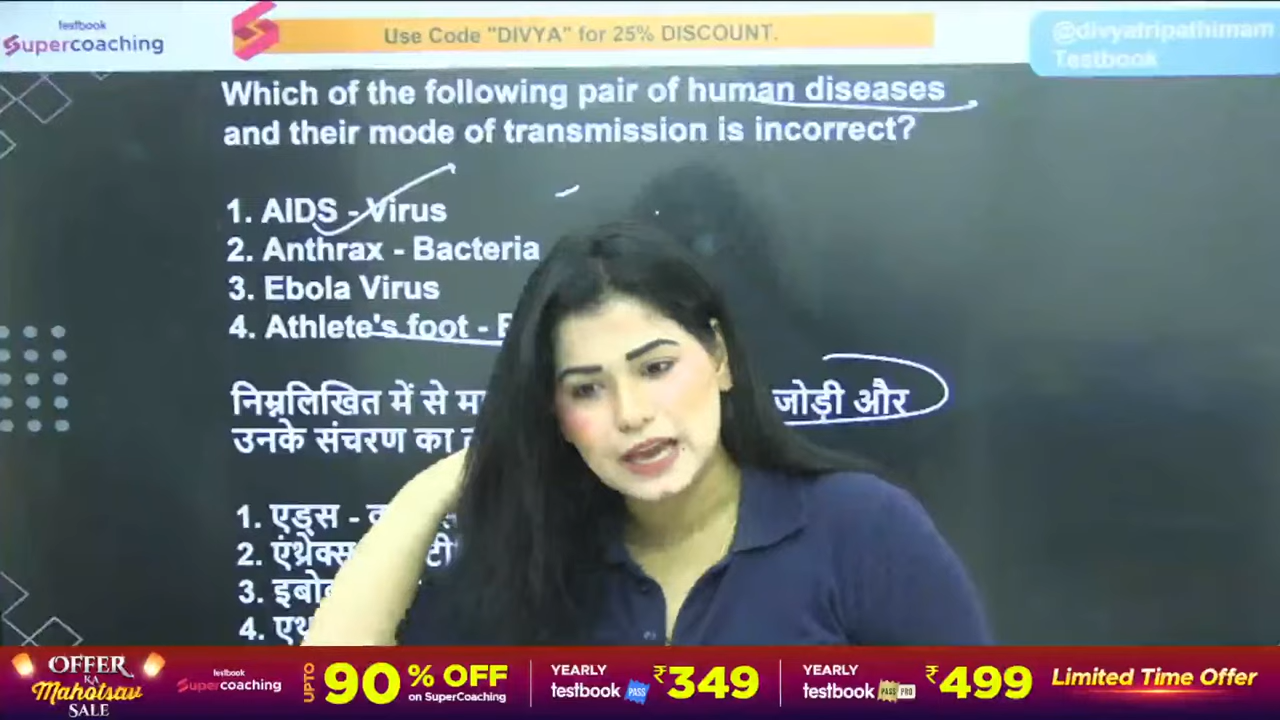 testbook
Supercoaching
Use Code "DIVYA" for 25% DISCOUNT.
@divyatripathimam
Testbook
Which of the following pair of human diseases
and their mode of transmission is incorrect?
1. AIDS - Virus
2. Anthrax - Bacteria
3. Ebola Virus
4. Athlete's foot -
निम्नलिखित में से जोड़ी और
उनके संचरण का
1. एड्स -
2. एंथ्रेक्स
3.
4.
OFFER
KA
Mahotsav
SALE
testbook
Supercoaching
UPTO 90% OFF
on SuperCoaching
YEARLY
testbook PASS
₹349
YEARLY
testbook PASS PRO
₹499
Limited Time Offer